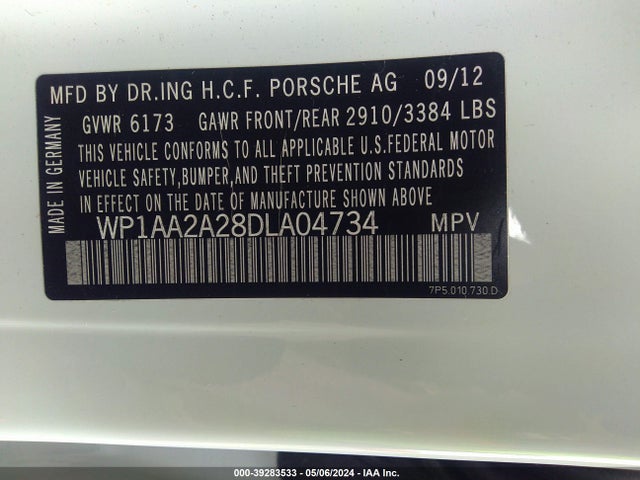 MFD BY DR.ING H.C.F. PORSCHE AG 09/12
GVWR 6173 GAWR FRONT/REAR 2910/3384 LBS
THIS VEHICLE CONFORMS TO ALL APPLICABLE U.S.FEDERAL MOTOR
VEHICLE SAFETY,BUMPER,AND THEFT PREVENTION STANDARDS
IN EFFECT ON THE DATE OF MANUFACTURE SHOWN ABOVE
WP1AA2A28DLA04734 MPV
7P5.010.730 D
MADE IN GERMANY
000-39283533 - 05/06/2024 - IAA Inc.